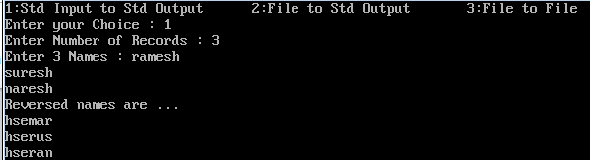 1:Std Input to Std Output 2:File to Std Output 3:File to File
Enter your Choice : 1
Enter Number of Records : 3
Enter 3 Names : ramesh
suresh
naresh
Reversed names are ...
hsemar
hserus
hseran